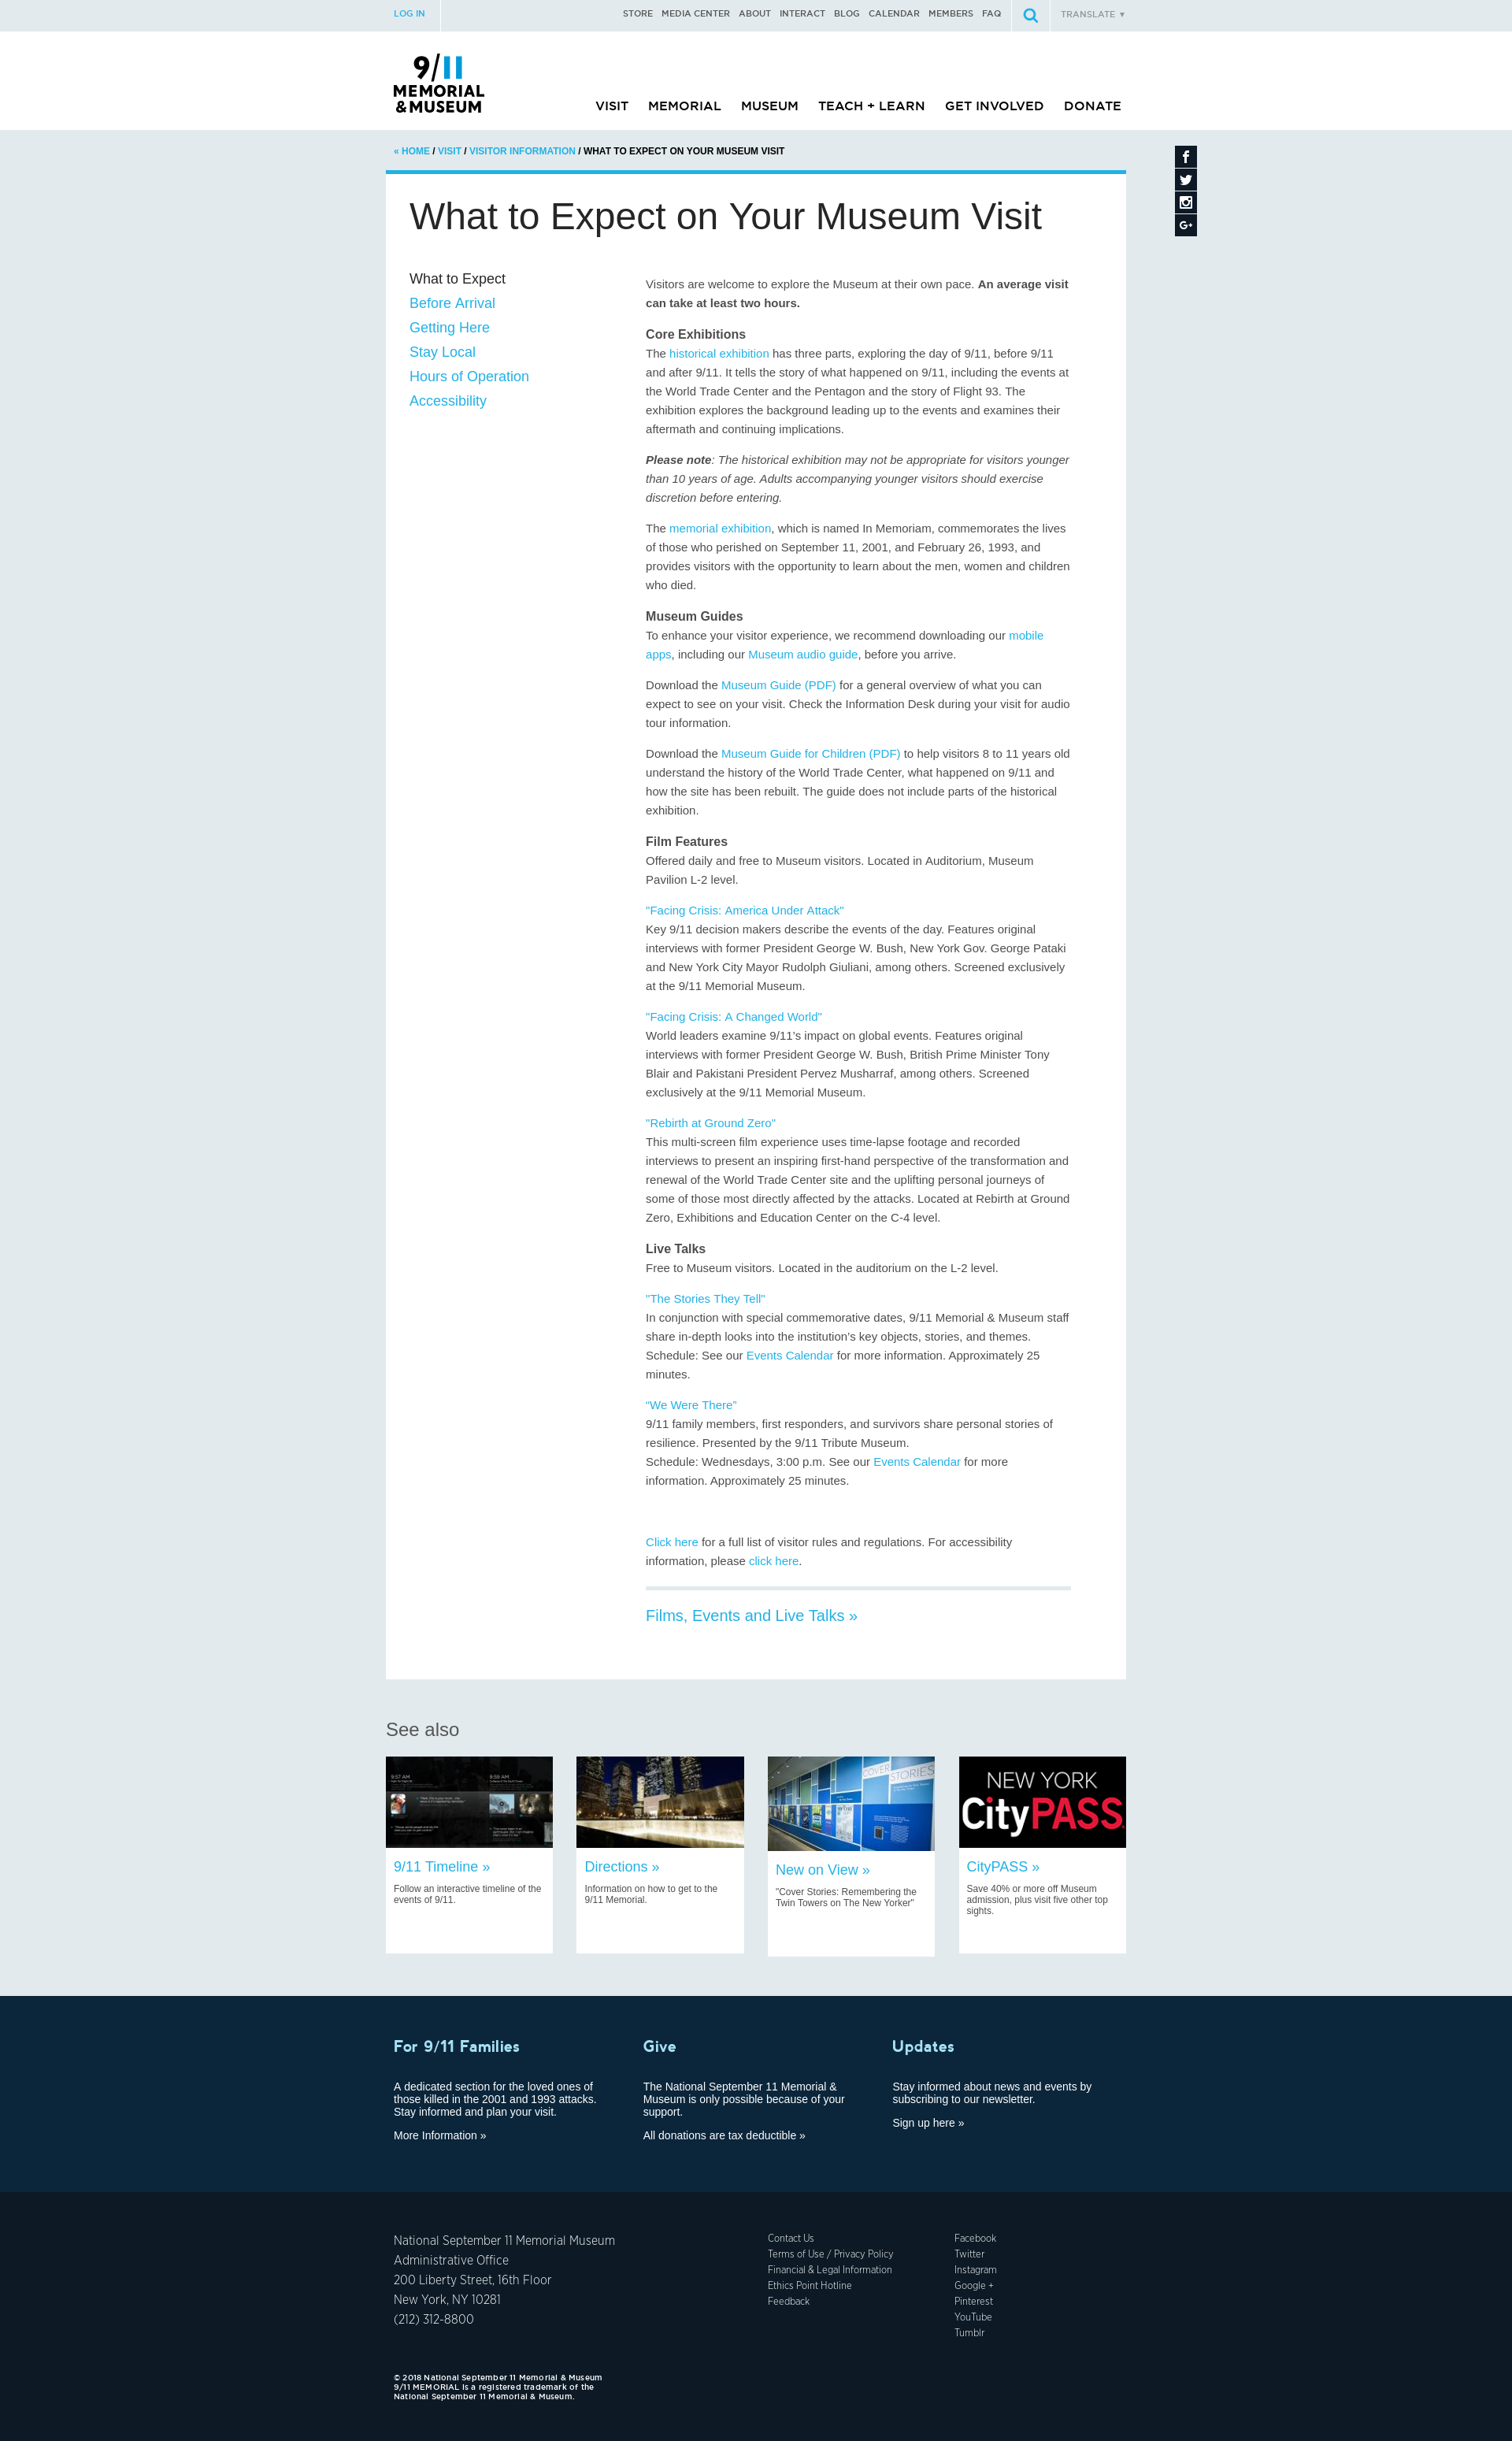 LOG IN
STORE MEDIA CENTER ABOUT INTERACT BLOG CALENDAR MEMBERS FAQ
TRANSLATE ▼
9/11
MEMORIAL
&MUSEUM
VISIT MEMORIAL MUSEUM TEACH + LEARN GET INVOLVED DONATE
« HOME / VISIT / VISITOR INFORMATION / WHAT TO EXPECT ON YOUR MUSEUM VISIT
What to Expect on Your Museum Visit
What to Expect
Before Arrival
Getting Here
Stay Local
Hours of Operation
Accessibility
Visitors are welcome to explore the Museum at their own pace. An average visit
can take at least two hours.
Core Exhibitions
The historical exhibition has three parts, exploring the day of 9/11, before 9/11
and after 9/11. It tells the story of what happened on 9/11, including the events at
the World Trade Center and the Pentagon and the story of Flight 93. The
exhibition explores the background leading up to the events and examines their
aftermath and continuing implications.
Please note: The historical exhibition may not be appropriate for visitors younger
than 10 years of age. Adults accompanying younger visitors should exercise
discretion before entering.
The memorial exhibition, which is named In Memoriam, commemorates the lives
of those who perished on September 11, 2001, and February 26, 1993, and
provides visitors with the opportunity to learn about the men, women and children
who died.
Museum Guides
To enhance your visitor experience, we recommend downloading our mobile
apps, including our Museum audio guide, before you arrive.
Download the Museum Guide (PDF) for a general overview of what you can
expect to see on your visit. Check the Information Desk during your visit for audio
tour information.
Download the Museum Guide for Children (PDF) to help visitors 8 to 11 years old
understand the history of the World Trade Center, what happened on 9/11 and
how the site has been rebuilt. The guide does not include parts of the historical
exhibition.
Film Features
Offered daily and free to Museum visitors. Located in Auditorium, Museum
Pavilion L-2 level.
"Facing Crisis: America Under Attack"
Key 9/11 decision makers describe the events of the day. Features original
interviews with former President George W. Bush, New York Gov. George Pataki
and New York City Mayor Rudolph Giuliani, among others. Screened exclusively
at the 9/11 Memorial Museum.
"Facing Crisis: A Changed World"
World leaders examine 9/11's impact on global events. Features original
interviews with former President George W. Bush, British Prime Minister Tony
Blair and Pakistani President Pervez Musharraf, among others. Screened
exclusively at the 9/11 Memorial Museum.
"Rebirth at Ground Zero"
This multi-screen film experience uses time-lapse footage and recorded
interviews to present an inspiring first-hand perspective of the transformation and
renewal of the World Trade Center site and the uplifting personal journeys of
some of those most directly affected by the attacks. Located at Rebirth at Ground
Zero, Exhibitions and Education Center on the C-4 level.
Live Talks
Free to Museum visitors. Located in the auditorium on the L-2 level.
"The Stories They Tell"
In conjunction with special commemorative dates, 9/11 Memorial & Museum staff
share in-depth looks into the institution's key objects, stories, and themes.
Schedule: See our Events Calendar for more information. Approximately 25
minutes.
"We Were There"
9/11 family members, first responders, and survivors share personal stories of
resilience. Presented by the 9/11 Tribute Museum.
Schedule: Wednesdays, 3:00 p.m. See our Events Calendar for more
information. Approximately 25 minutes.
Click here for a full list of visitor rules and regulations. For accessibility
information, please click here.
Films, Events and Live Talks »
See also
9:57 AM
9:59 AM
COVER STORIES
NEW YORK
CityPASS
9/11 Timeline »
Follow an interactive timeline of the
events of 9/11.
Directions »
Information on how to get to the
9/11 Memorial.
New on View »
"Cover Stories: Remembering the
Twin Towers on The New Yorker"
CityPASS »
Save 40% or more off Museum
admission, plus visit five other top
sights.
For 9/11 Families
A dedicated section for the loved ones of
those killed in the 2001 and 1993 attacks.
Stay informed and plan your visit.
More Information »
Give
The National September 11 Memorial &
Museum is only possible because of your
support.
All donations are tax deductible »
Updates
Stay informed about news and events by
subscribing to our newsletter.
Sign up here »
National September 11 Memorial Museum
Administrative Office
200 Liberty Street, 16th Floor
New York, NY 10281
(212) 312-8800
Contact Us
Terms of Use / Privacy Policy
Financial & Legal Information
Ethics Point Hotline
Feedback
Facebook
Twitter
Instagram
Google +
Pinterest
YouTube
Tumblr
© 2018 National September 11 Memorial & Museum
9/11 MEMORIAL is a registered trademark of the
National September 11 Memorial & Museum.